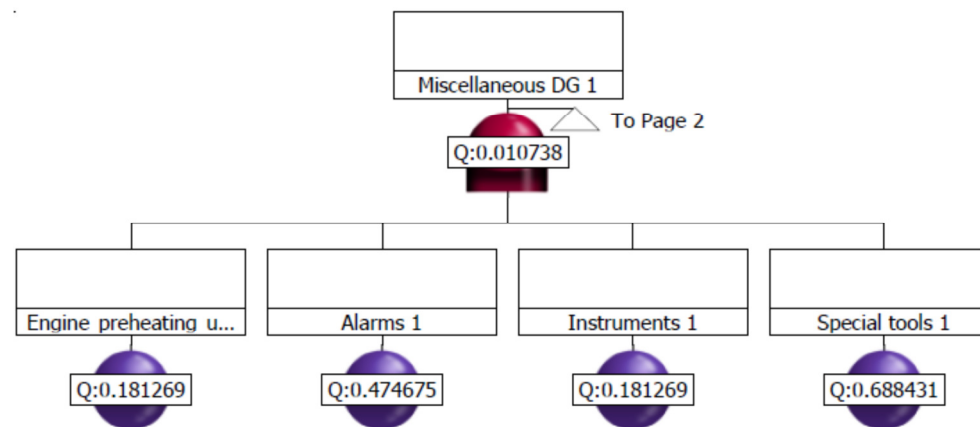 Miscellaneous DG 1
To Page 2
Q:0.010738
Engine preheating u...
Alarms 1
Instruments 1
Special tools 1
Q:0.181269
Q:0.474675
Q:0.181269
Q:0.688431